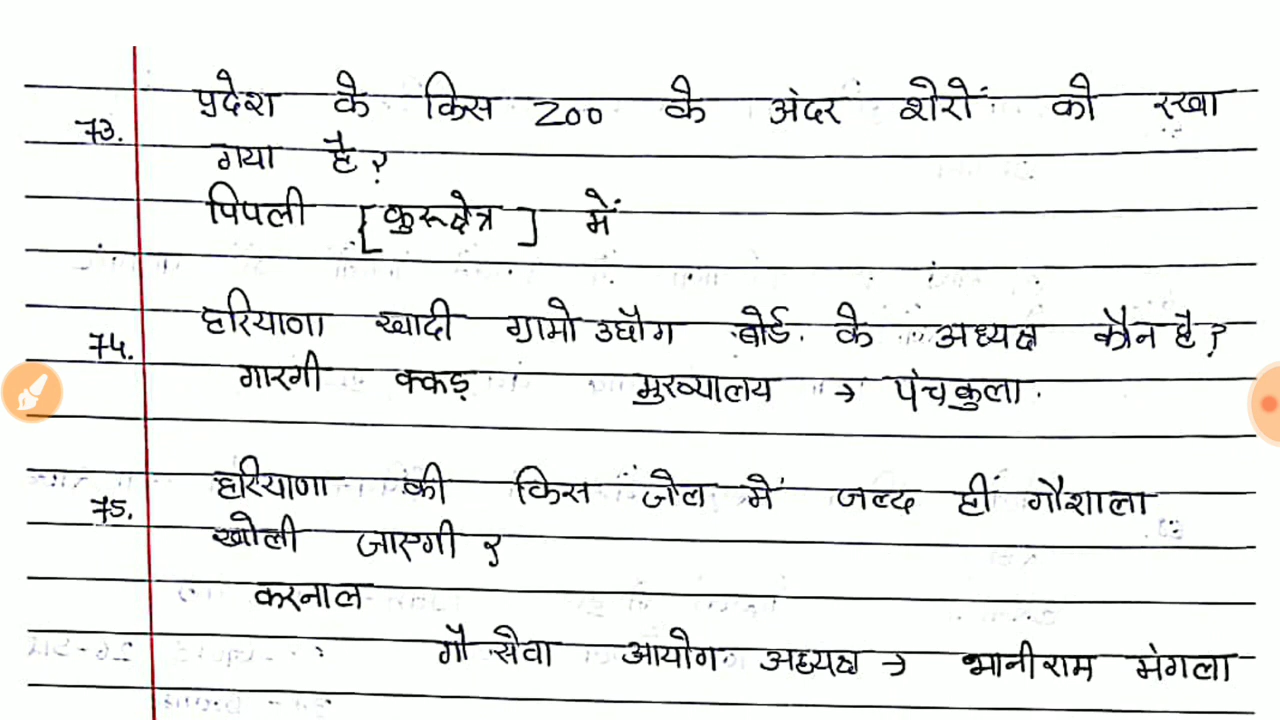 73. प्रदेश के किस ZOO के अंदर शेरों को रखा
गया है?
पिपली [कुरूक्षेत्र] में
74. हरियाणा खादी ग्रामो उद्यौग बोर्ड के अध्यक्ष कौन है?
गारगी क्कड़ मुख्यालय → पंचकुला.
75. हरियाणा की किस जेल में जल्द हीं गौशाला
खोली जाएगी ?
करनाल
गौ सेवा आयोग अध्यक्ष → भानीराम मंगला